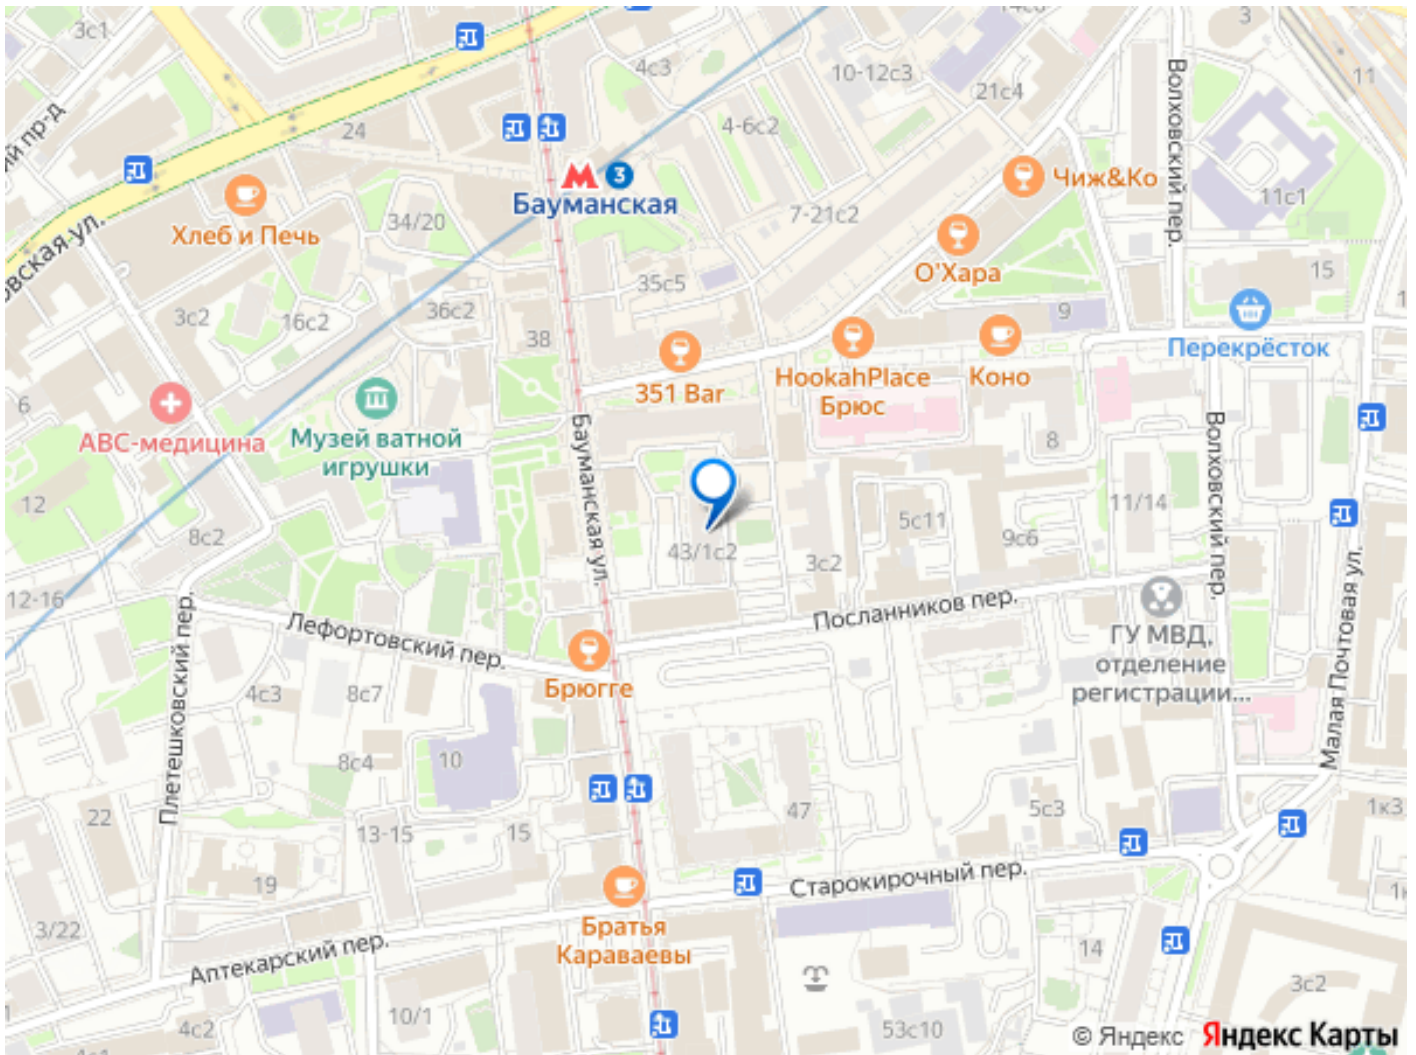 3с1
4с3
14с6
3
10-12с3
11
21с4
24
4-6с2
3
Бауманская
Чиж&Ко
Волховский пер.
11с1
34/20
7-21с2
Хлеб и Печь
О'Хара
15
35с5
3с2
16с2
36с2
38
9
Перекрёсток
351 Bar
HookahPlace
Брюс
Коно
6
АВС-медицина
Музей ватной
игрушки
8
Бауманская ул.
Волховский пер.
12
8с2
43/1с2
3с2
5с11
9с6
11/14
12-16
Посланников пер.
ГУ МВД,
отделение
регистрации...
Лефортовский пер.
Плетешковский пер.
Брюгге
4с3
8с7
Малая Почтовая ул.
8с4
10
22
13-15
15
47
5с3
1к3
19
Старокирочный пер.
3/22
Аптекарский пер.
Братья
Караваевы
14
3с2
4с2
10/1
53с10
4с1
© Яндекс
Яндекс Карты